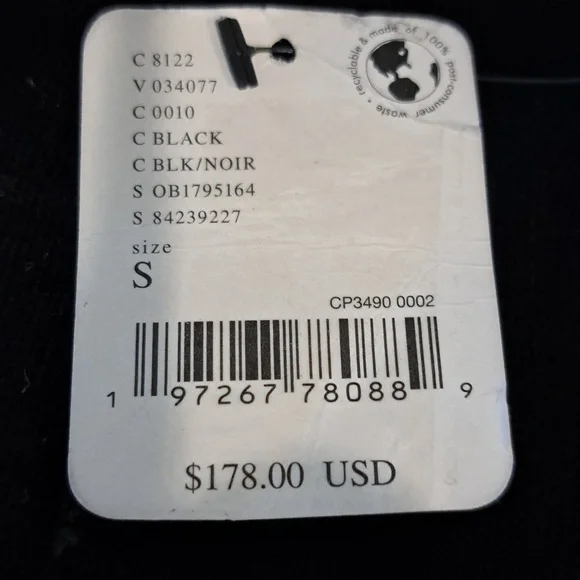 C 8122
V 034077
C 0010
C BLACK
C BLK/NOIR
S OB1795164
S 84239227
size
S
recyclable & made of 100% post-consumer waste •
CP3490 0002
1 97267 78088 9
$178.00 USD